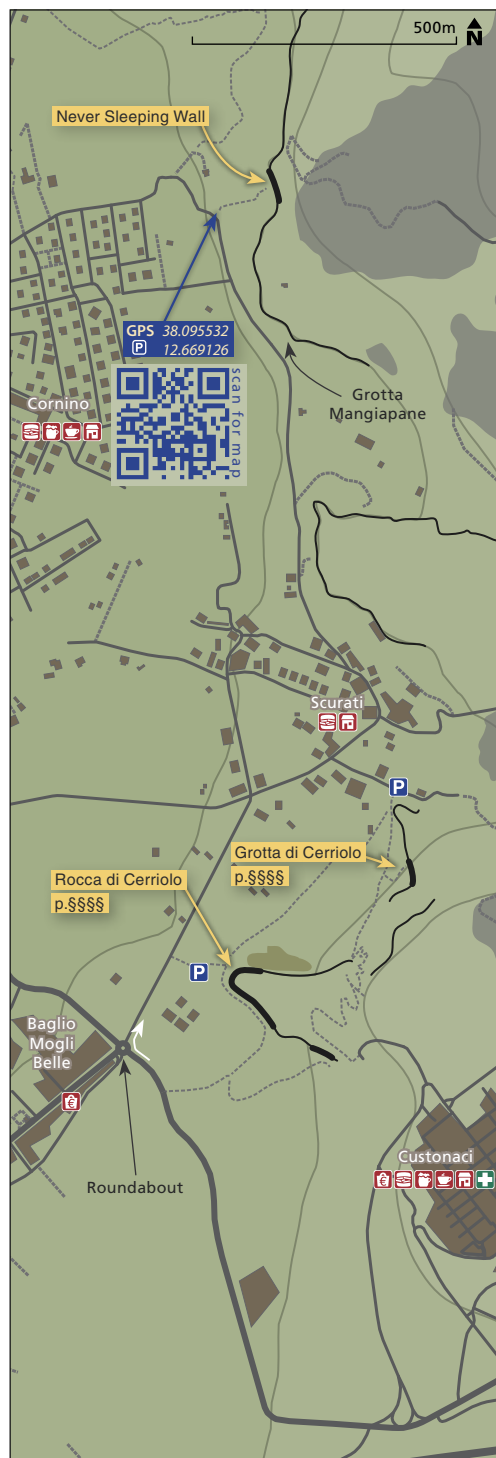 500m
N
Never Sleeping Wall
GPS 38.095532
P 12.669126
scan for map
Cornino
Grotta
Mangiapane
Scurati
P
Grotta di Cerriolo
p.§§§§
Rocca di Cerriolo
p.§§§§
P
Baglio
Mogli
Belle
€
Roundabout
Custonaci
€